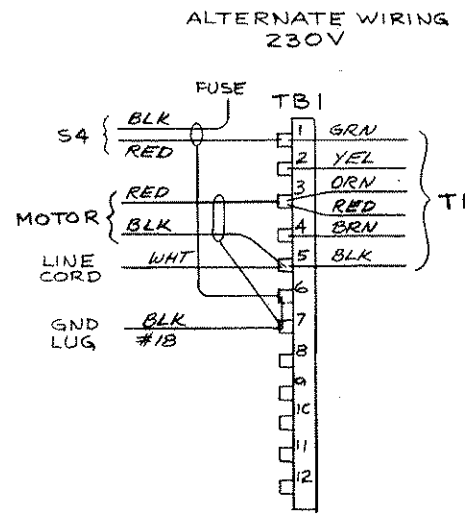 ALTERNATE WIRING
230V
FUSE
TB1
S4
BLK
RED
1
GRN
2
YEL
3
ORN
RED
MOTOR
RED
BLK
4
BRN
T1
LINE
CORD
WHT
5
BLK
6
GND
LUG
BLK
#18
7
8
9
10
11
12